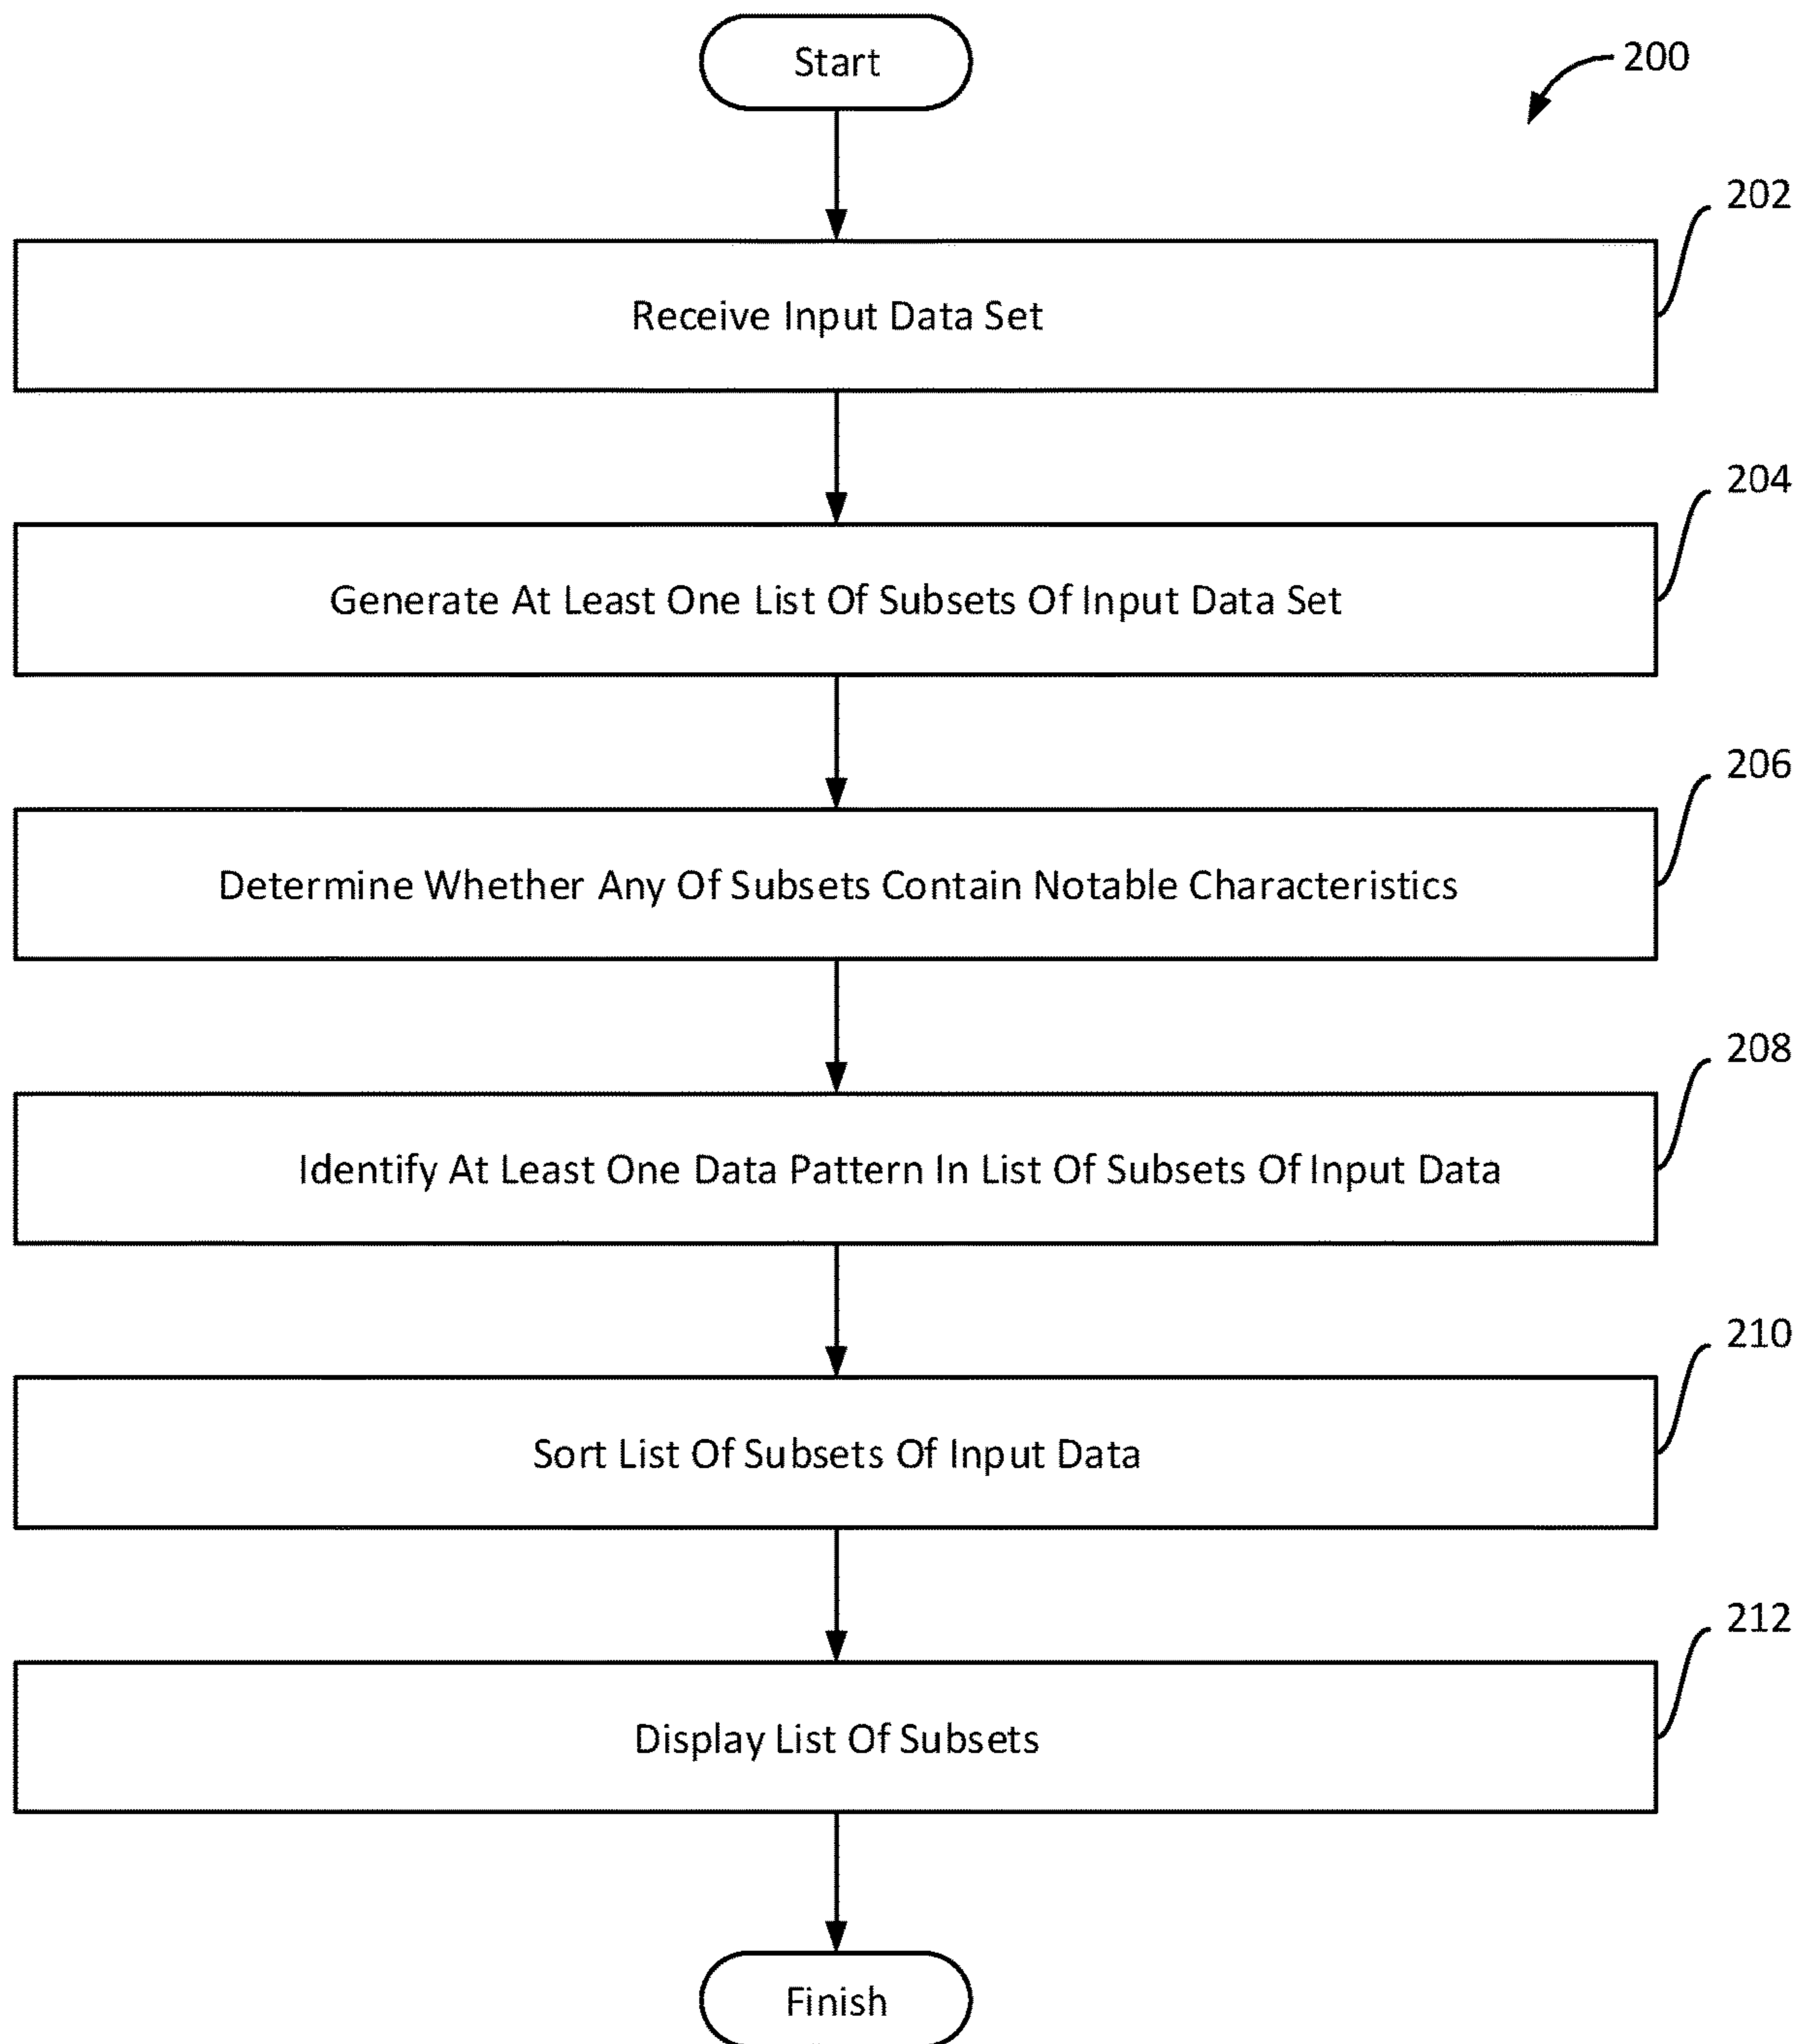 Start
200
202
Receive Input Data Set
204
Generate At Least One List Of Subsets Of Input Data Set
206
Determine Whether Any Of Subsets Contain Notable Characteristics
208
Identify At Least One Data Pattern In List Of Subsets Of Input Data
210
Sort List Of Subsets Of Input Data
212
Display List Of Subsets
Finish